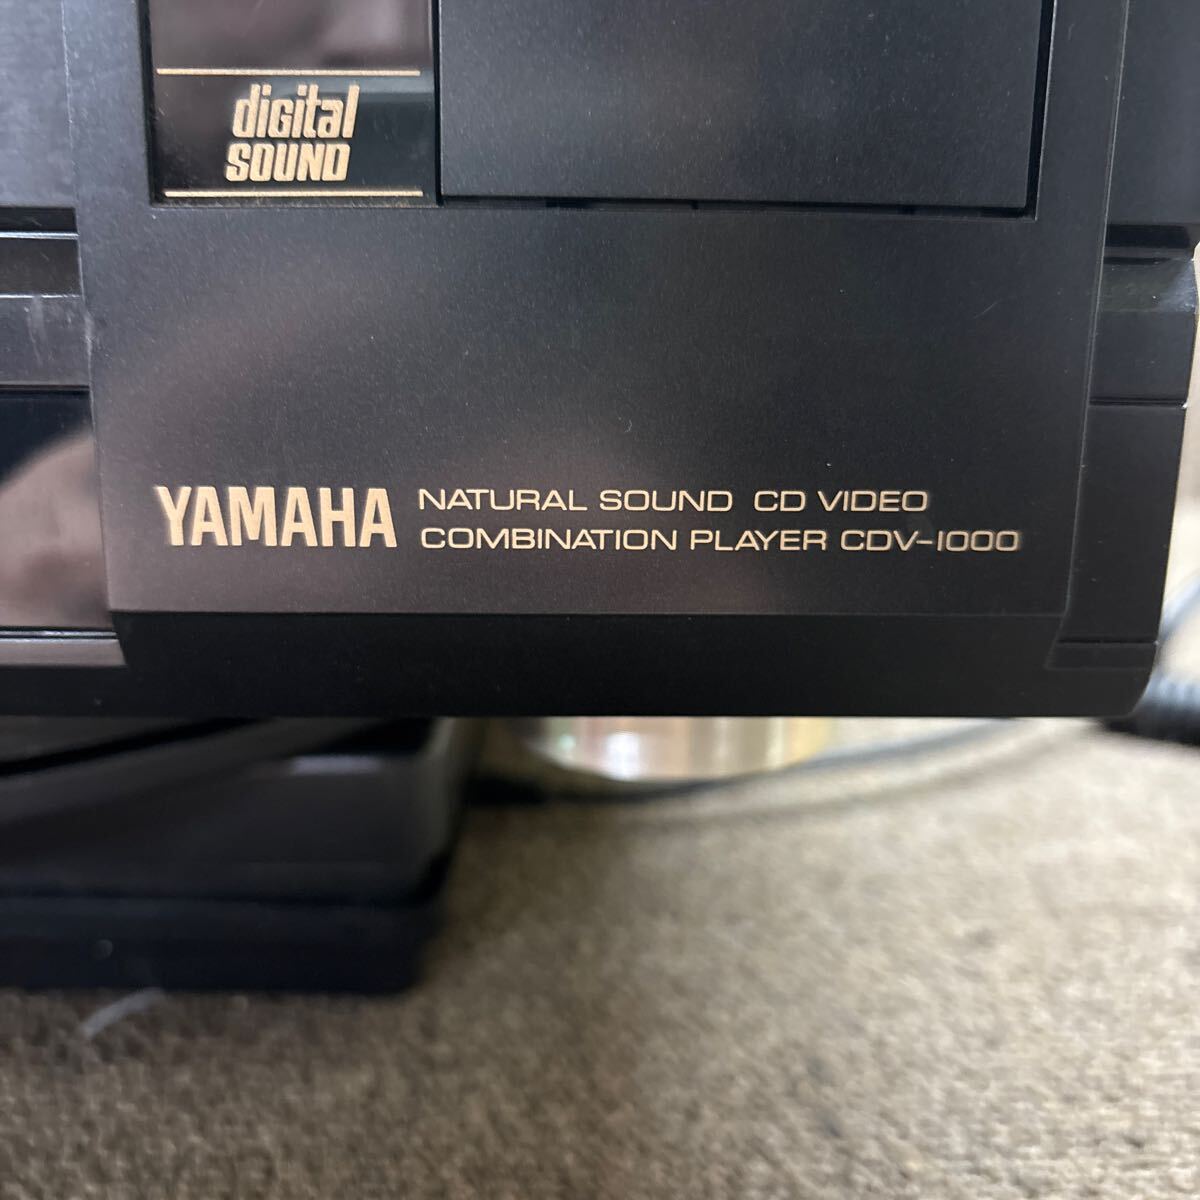 digital
SOUND
YAMAHA NATURAL SOUND CD VIDEO
COMBINATION PLAYER CDV-1000